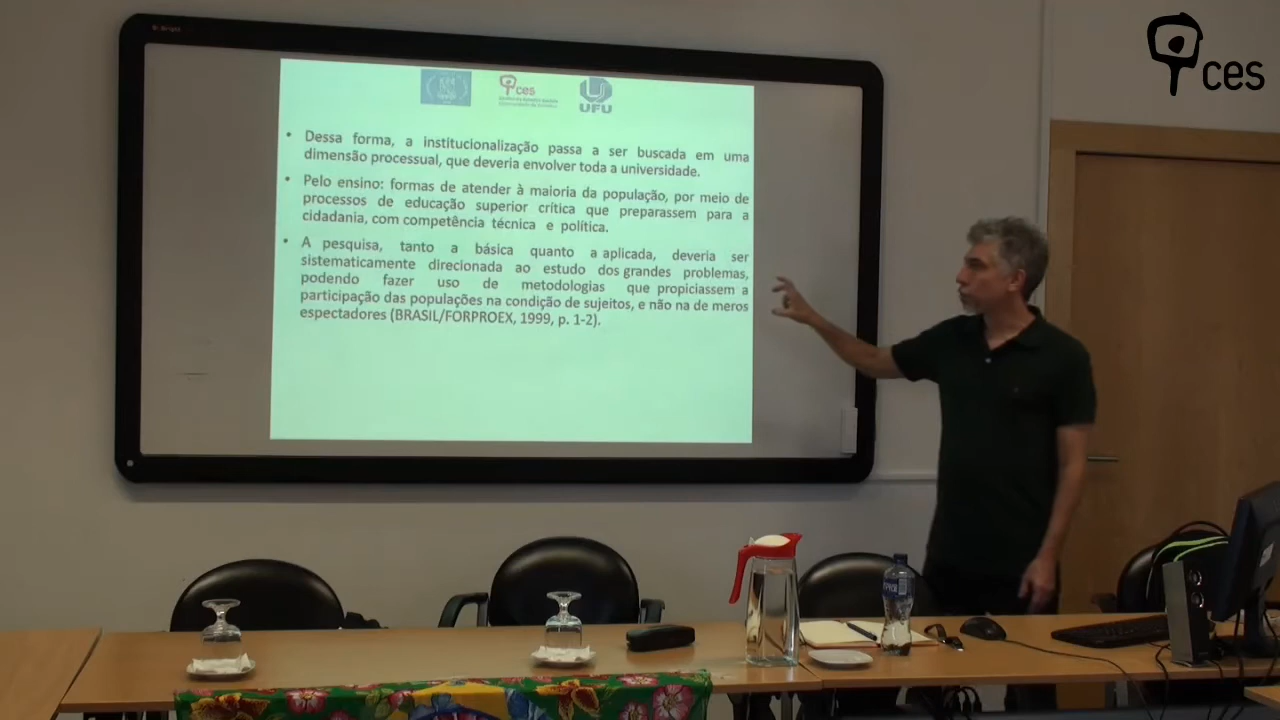 ces
ces
UFU
• Dessa forma, a institucionalização passa a ser buscada em uma
dimensão processual, que deveria envolver toda a universidade.
• Pelo ensino: formas de atender à maioria da população, por meio de
processos de educação superior crítica que preparassem para a
cidadania, com competência técnica e política.
• A pesquisa, tanto a básica quanto a aplicada, deveria ser
sistematicamente direcionada ao estudo dos grandes problemas,
podendo fazer uso de metodologias que propiciassem a
participação das populações na condição de sujeitos, e não na de meros
espectadores (BRASIL/FORPROEX, 1999, p. 1-2).